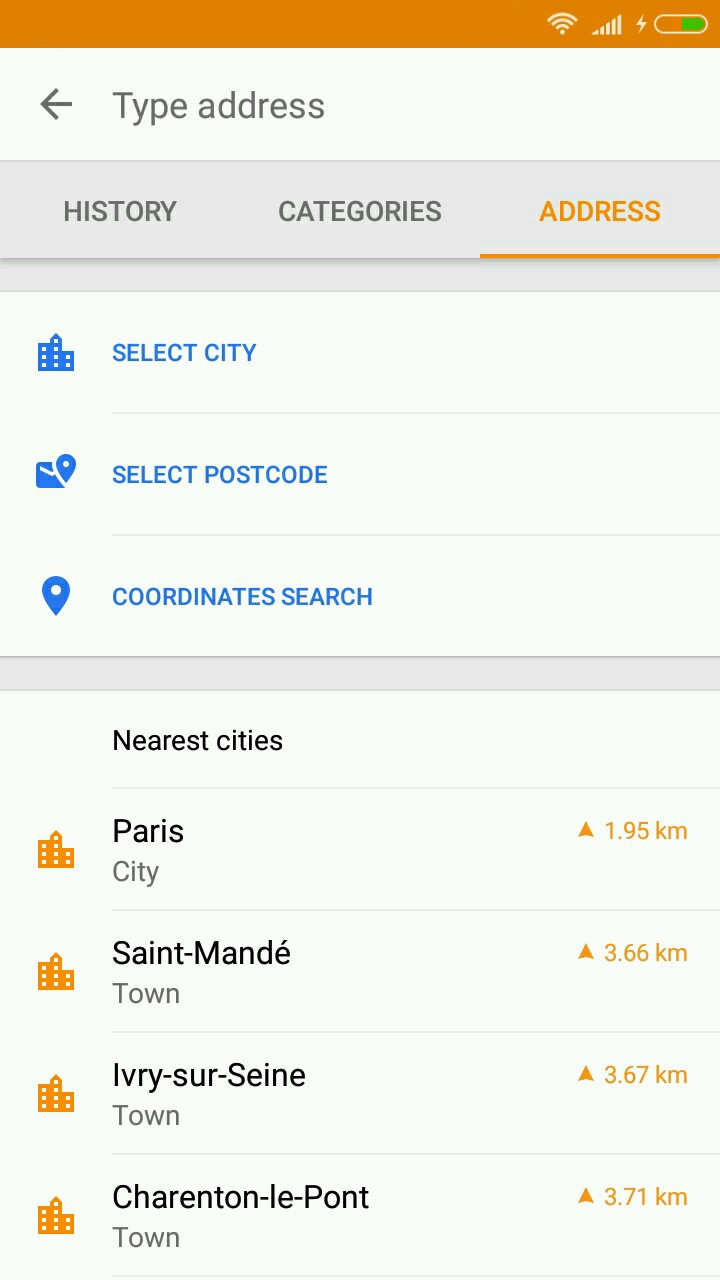 Type address
HISTORY CATEGORIES ADDRESS
SELECT CITY
SELECT POSTCODE
COORDINATES SEARCH
Nearest cities
Paris 1.95 km
City
Saint-Mandé 3.66 km
Town
Ivry-sur-Seine 3.67 km
Town
Charenton-le-Pont 3.71 km
Town